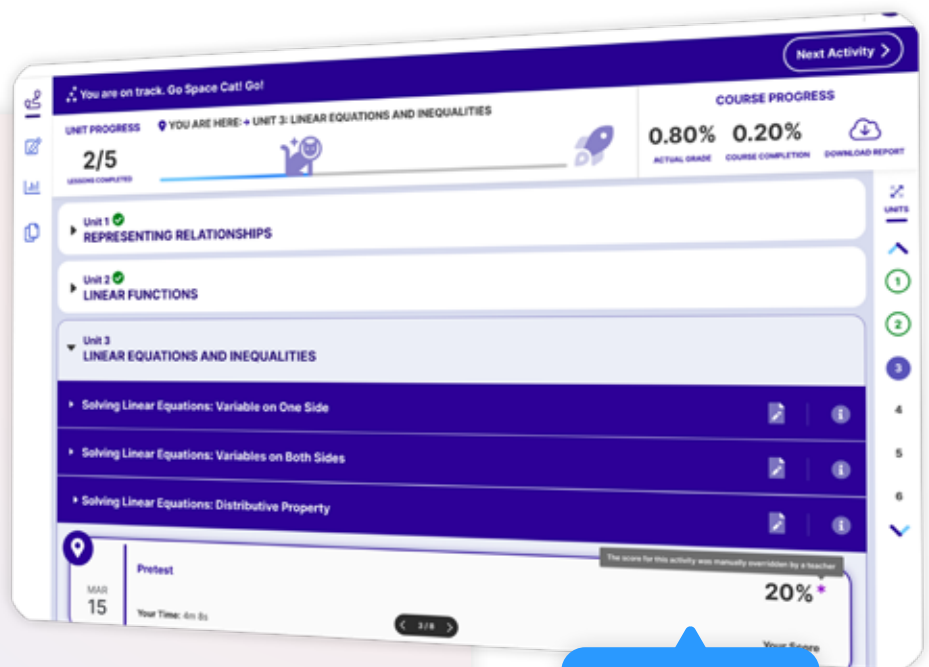 Next Activity >
You are on track. Go Space Cat! Go!
UNIT PROGRESS
YOU ARE HERE: → UNIT 3: LINEAR EQUATIONS AND INEQUALITIES
2/5
LESSONS COMPLETED
COURSE PROGRESS
0.80% 0.20%
ACTUAL GRADE COURSE COMPLETION DOWNLOAD REPORT
Unit 1
REPRESENTING RELATIONSHIPS
Unit 2
LINEAR FUNCTIONS
Unit 3
LINEAR EQUATIONS AND INEQUALITIES
Solving Linear Equations: Variable on One Side
Solving Linear Equations: Variables on Both Sides
Solving Linear Equations: Distributive Property
The score for this activity was manually overridden by a teacher
Pretest
20%*
MAR
15
Your Time: 4m 8s
Your Score
UNITS
1
2
3
4
5
6